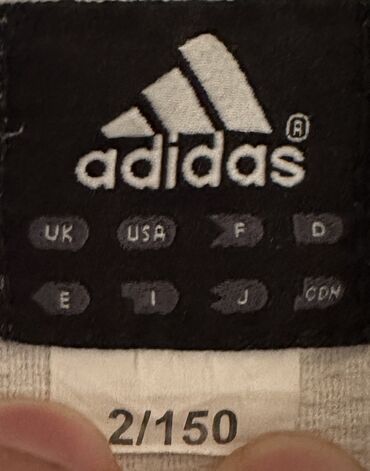 adidas®
UK USA F D
E I J CDN
2/150